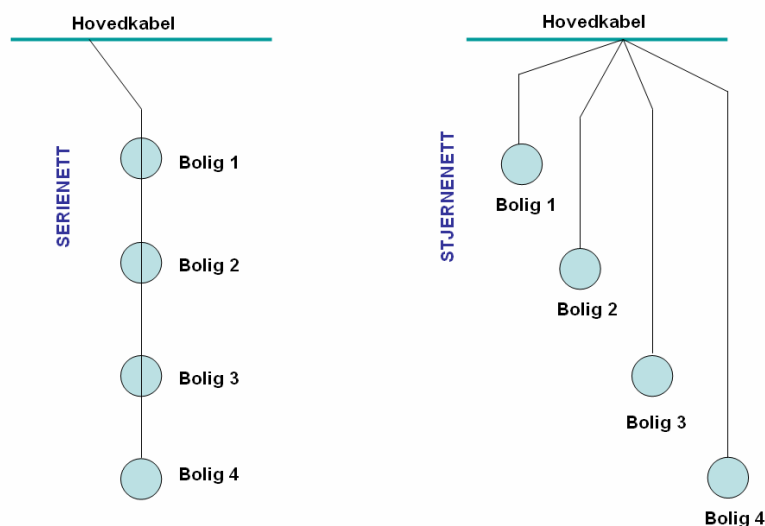 Hovedkabel
SERIENETT
Bolig 1
Bolig 2
Bolig 3
Bolig 4
Hovedkabel
STJERNENETT
Bolig 1
Bolig 2
Bolig 3
Bolig 4